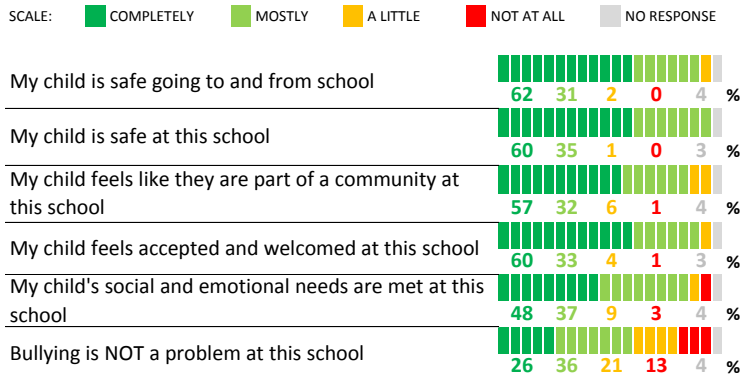 SCALE: COMPLETELY MOSTLY A LITTLE NOT AT ALL NO RESPONSE
My child is safe going to and from school
62 31 2 0 4 %
My child is safe at this school
60 35 1 0 3 %
My child feels like they are part of a community at
this school
57 32 6 1 4 %
My child feels accepted and welcomed at this school
60 33 4 1 3 %
My child's social and emotional needs are met at this
school
48 37 9 3 4 %
Bullying is NOT a problem at this school
26 36 21 13 4 %